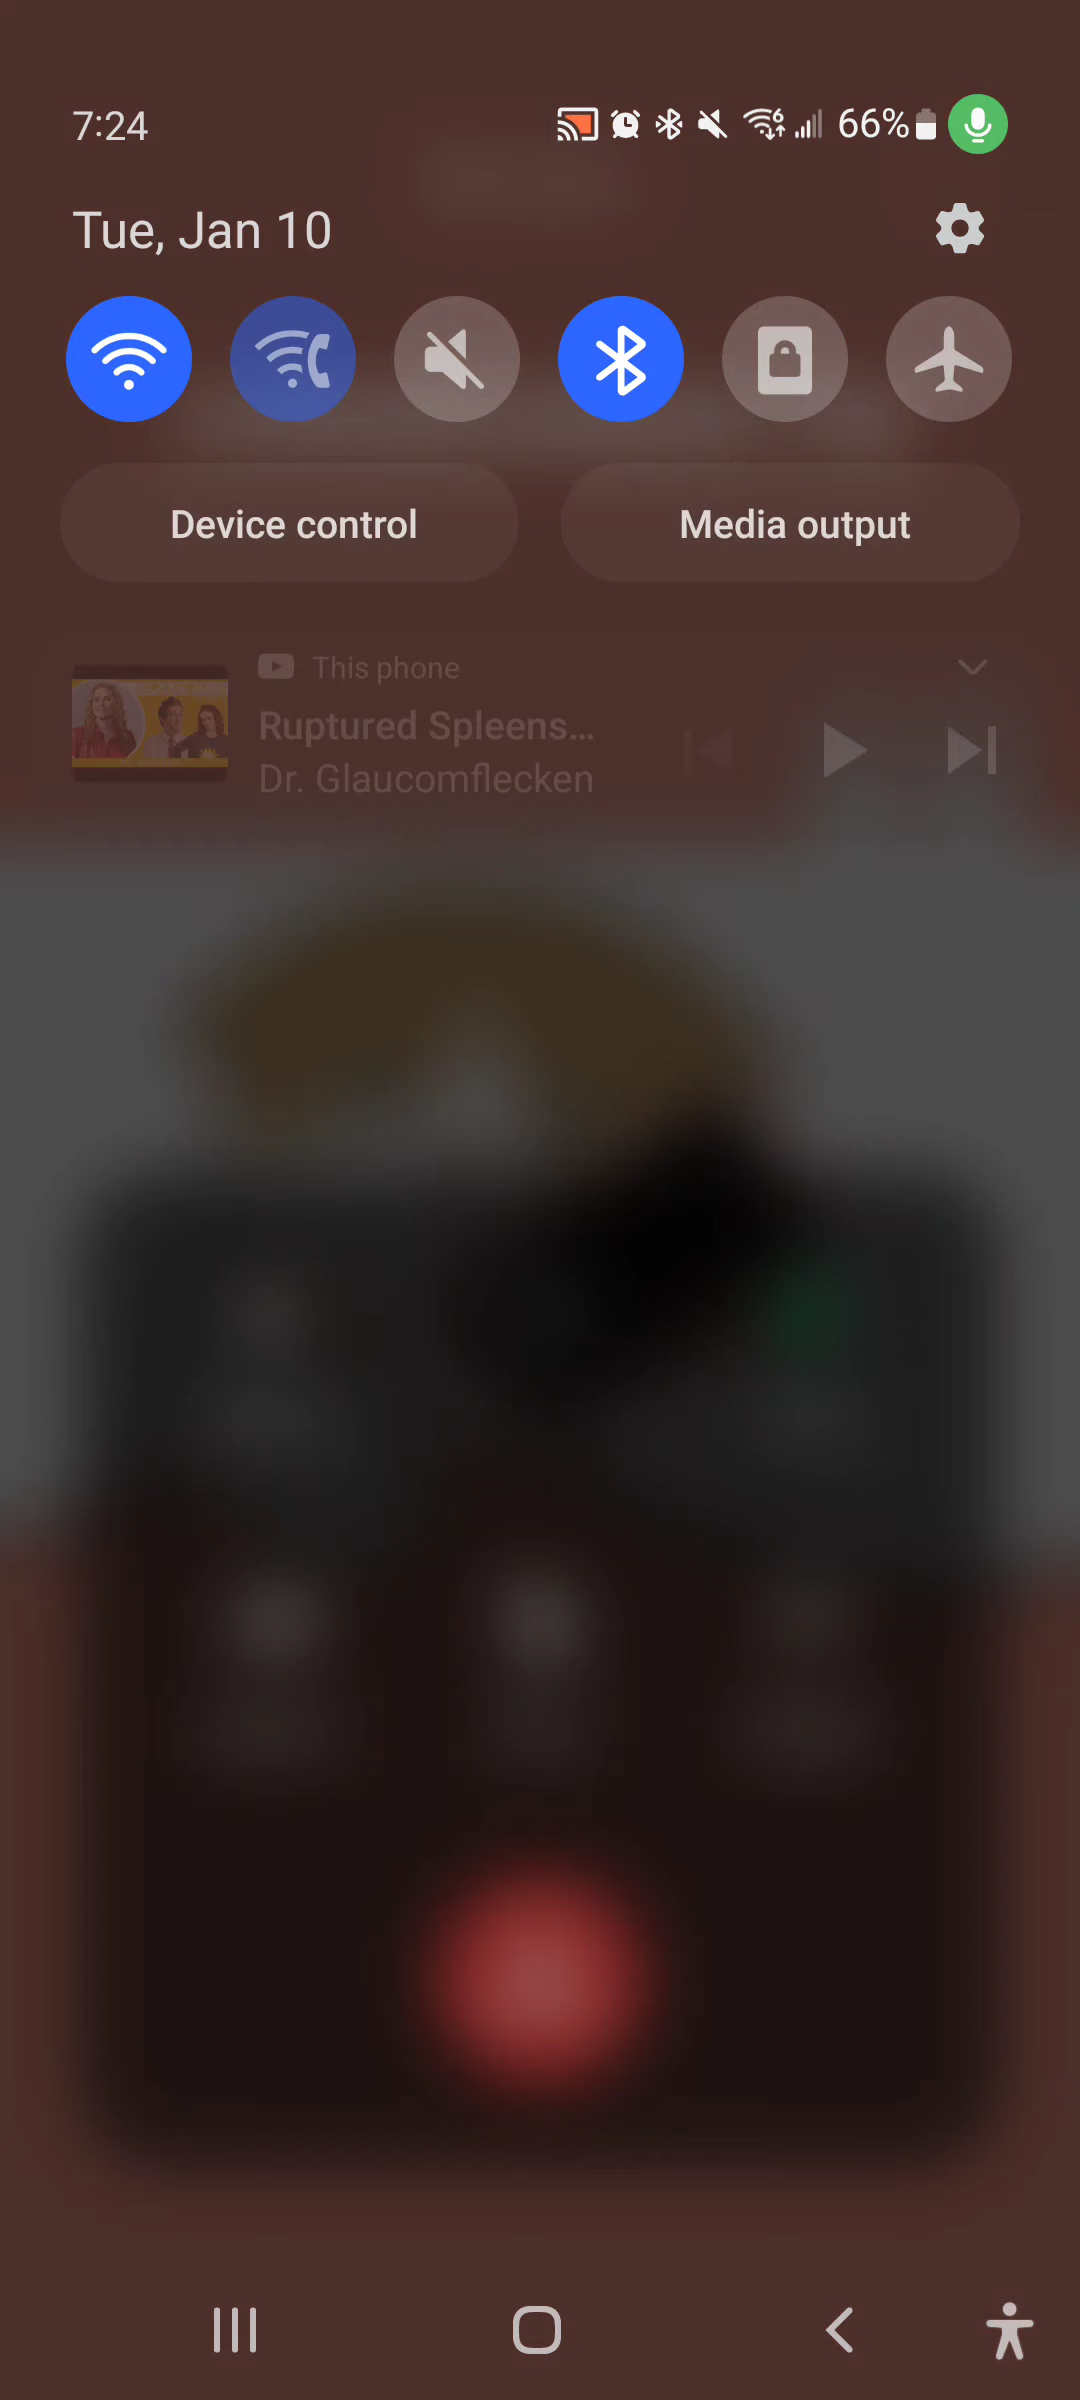 7:24
66%
Tue, Jan 10
Device control
Media output
This phone
Ruptured Spleens...
Dr. Glaucomflecken